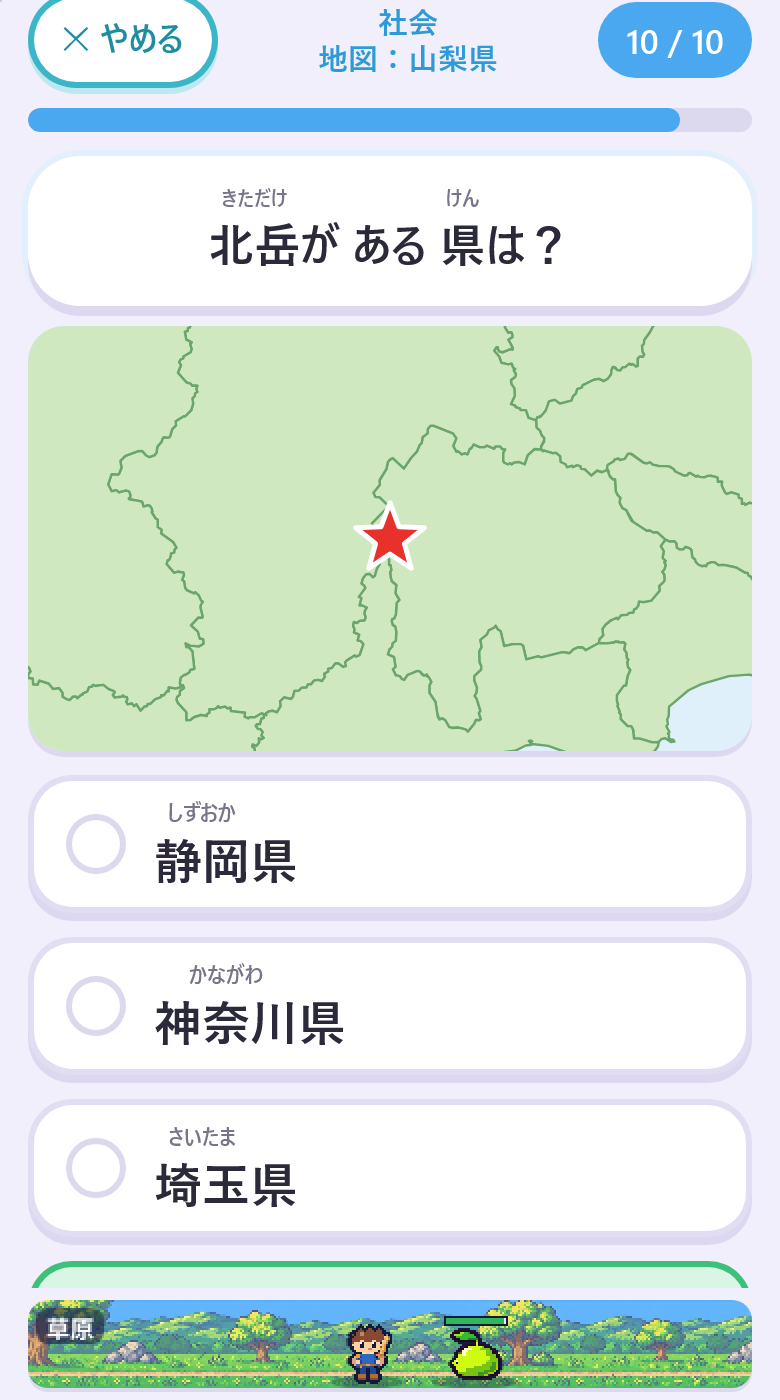 × やめる
社会
地図：山梨県
10 / 10
きただけ けん
北岳が ある 県は？
しずおか
静岡県
かながわ
神奈川県
さいたま
埼玉県
草原